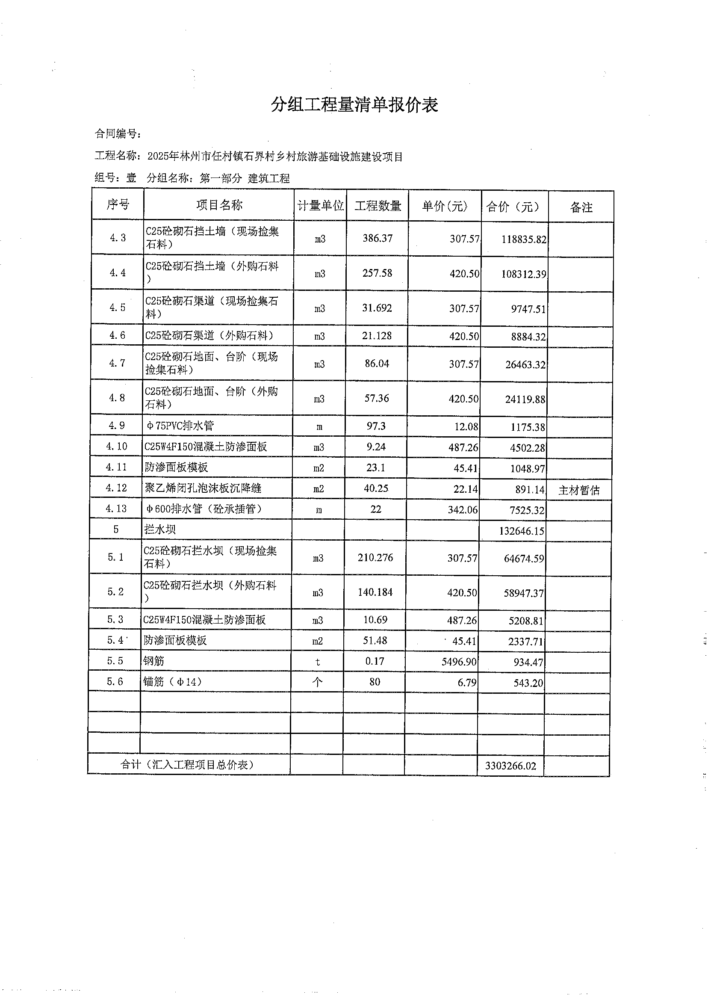 分组工程量清单报价表
合同编号：
工程名称：2025年林州市任村镇石界村乡村旅游基础设施建设项目
组号：壹 分组名称：第一部分 建筑工程
序号 项目名称 计量单位 工程数量 单价(元) 合价（元） 备注
4.3 C25砼砌石挡土墙（现场捡集石料） m3 386.37 307.57 118835.82
4.4 C25砼砌石挡土墙（外购石料） m3 257.58 420.50 108312.39
4.5 C25砼砌石渠道（现场捡集石料） m3 31.692 307.57 9747.51
4.6 C25砼砌石渠道（外购石料） m3 21.128 420.50 8884.32
4.7 C25砼砌石地面、台阶（现场捡集石料） m3 86.04 307.57 26463.32
4.8 C25砼砌石地面、台阶（外购石料） m3 57.36 420.50 24119.88
4.9 Φ75PVC排水管 m 97.3 12.08 1175.38
4.10 C25W4F150混凝土防渗面板 m3 9.24 487.26 4502.28
4.11 防渗面板模板 m2 23.1 45.41 1048.97
4.12 聚乙烯闭孔泡沫板沉降缝 m2 40.25 22.14 891.14 主材暂估
4.13 Φ600排水管（砼承插管） m 22 342.06 7525.32
5 拦水坝 132646.15
5.1 C25砼砌石拦水坝（现场捡集石料） m3 210.276 307.57 64674.59
5.2 C25砼砌石拦水坝（外购石料） m3 140.184 420.50 58947.37
5.3 C25W4F150混凝土防渗面板 m3 10.69 487.26 5208.81
5.4 防渗面板模板 m2 51.48 45.41 2337.71
5.5 钢筋 t 0.17 5496.90 934.47
5.6 锚筋（Φ14） 个 80 6.79 543.20
合计（汇入工程项目总价表） 3303266.02